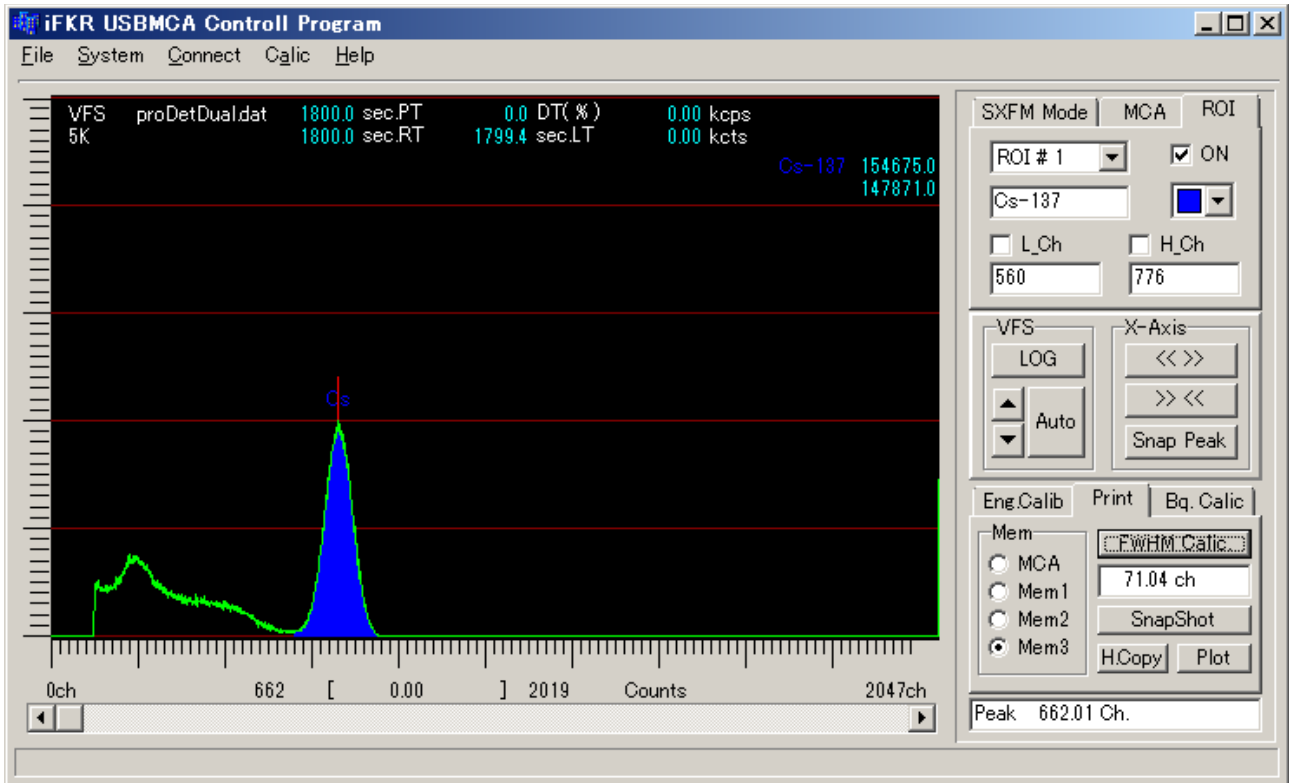 iFKR USBMCA Controll Program
File System Connect Calic Help
VFS proDetDual.dat 1800.0 sec.PT 0.0 DT(%) 0.00 kcps
5K 1800.0 sec.RT 1799.4 sec.LT 0.00 kcts
Cs-137 154675.0
147871.0
Cs
0ch 662 [ 0.00 ] 2019 Counts 2047ch
SXFM Mode MCA ROI
ROI # 1 ON
Cs-137
L_Ch H_Ch
560 776
VFS X-Axis
LOG << >>
>> <<
Auto Snap Peak
Eng.Calib Print Bq. Calic
Mem FWHM Calic.
MCA 71.04 ch
Mem1
Mem2 SnapShot
Mem3 H.Copy Plot
Peak 662.01 Ch.